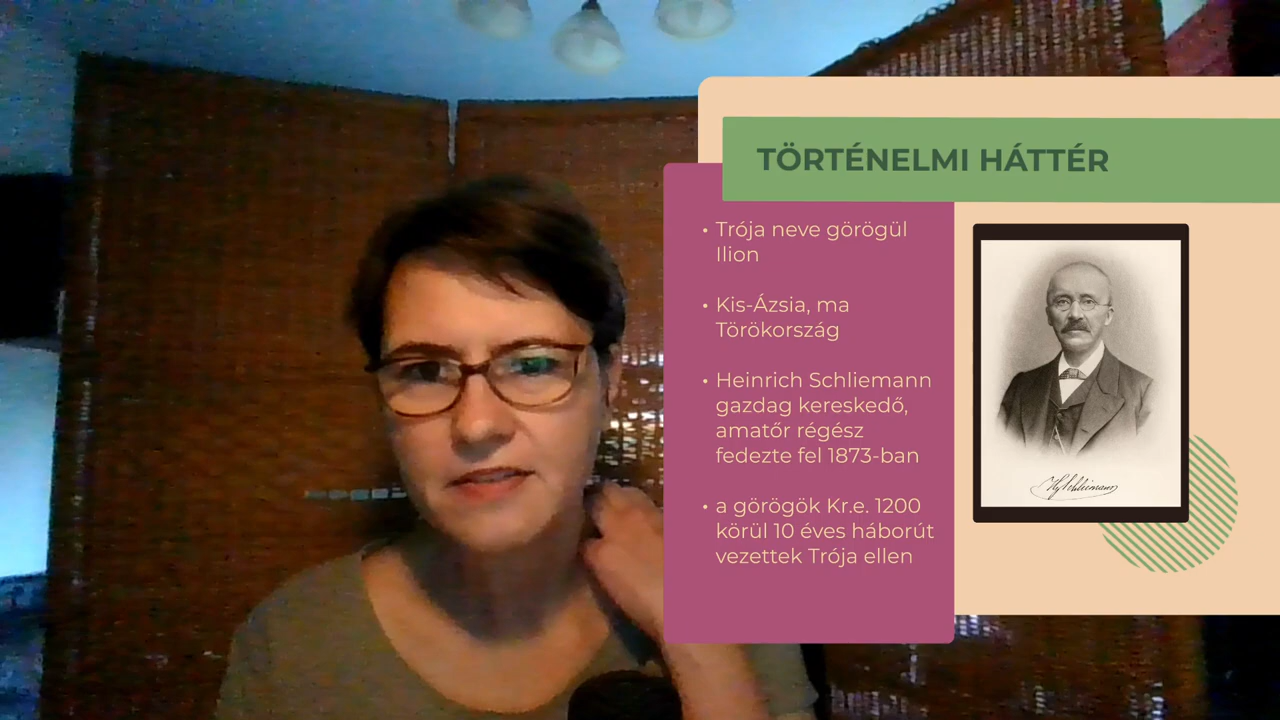 TÖRTÉNELMI HÁTTÉR
• Trója neve görögül
Ilion
• Kis-Ázsia, ma
Törökország
• Heinrich Schliemann
gazdag kereskedő,
amatőr régész
fedezte fel 1873-ban
• a görögök Kr.e. 1200
körül 10 éves háborút
vezettek Trója ellen